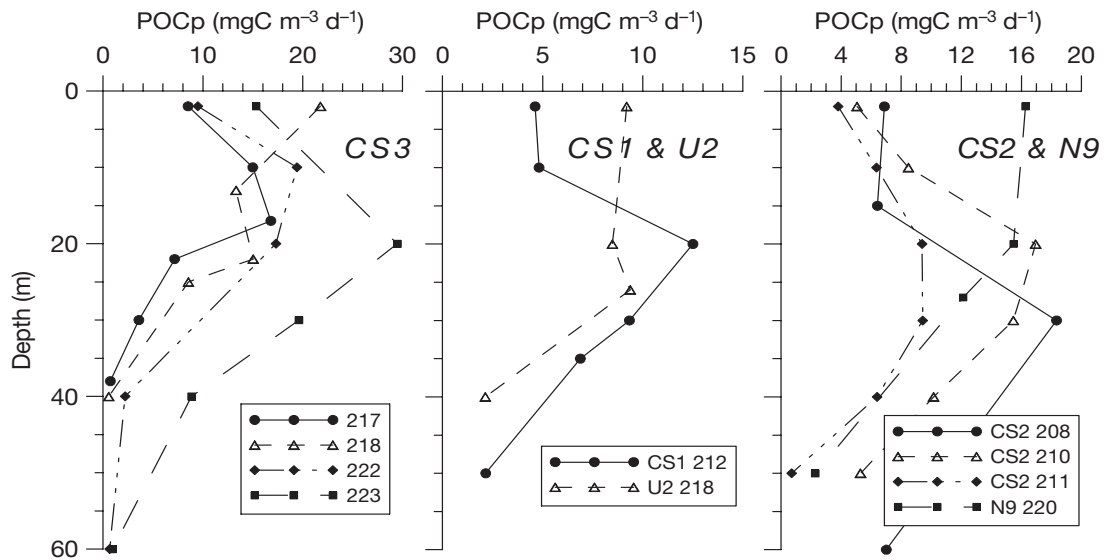 POCp (mgC m⁻³ d⁻¹) POCp (mgC m⁻³ d⁻¹) POCp (mgC m⁻³ d⁻¹)
0 10 20 30 0 5 10 15 0 4 8 12 16 20
0
CS3 CS1 & U2 CS2 & N9
20
Depth (m)
40
60
217
218
222
223
CS1 212
U2 218
CS2 208
CS2 210
CS2 211
N9 220